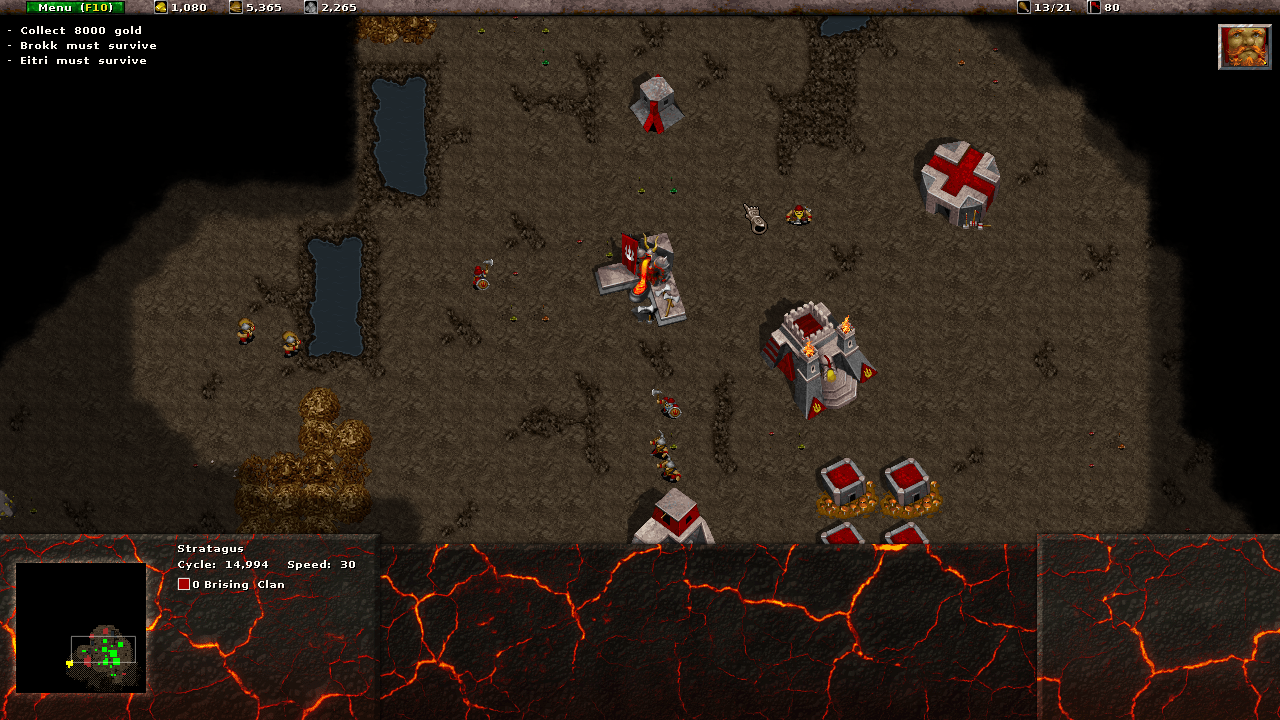 Menu (F10) 1,080 5,365 2,265 13/21 80
- Collect 8000 gold
- Brokk must survive
- Eitri must survive
Stratagus
Cycle: 14,994 Speed: 30
0 Brising Clan